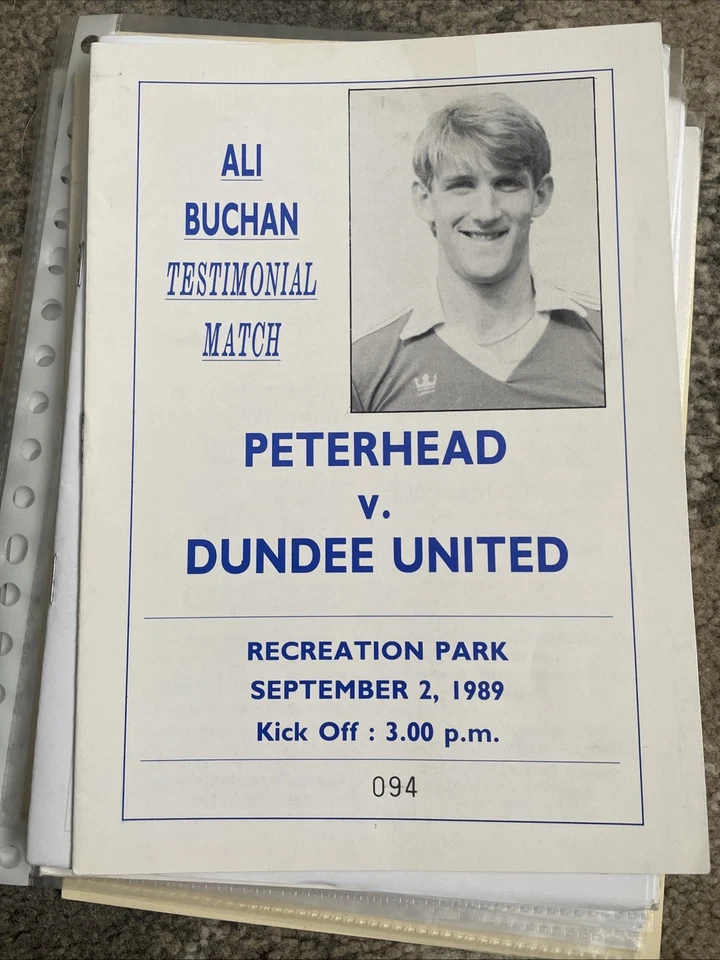 ALI
BUCHAN
TESTIMONIAL
MATCH
PETERHEAD
v.
DUNDEE UNITED
RECREATION PARK
SEPTEMBER 2, 1989
Kick Off : 3.00 p.m.
094